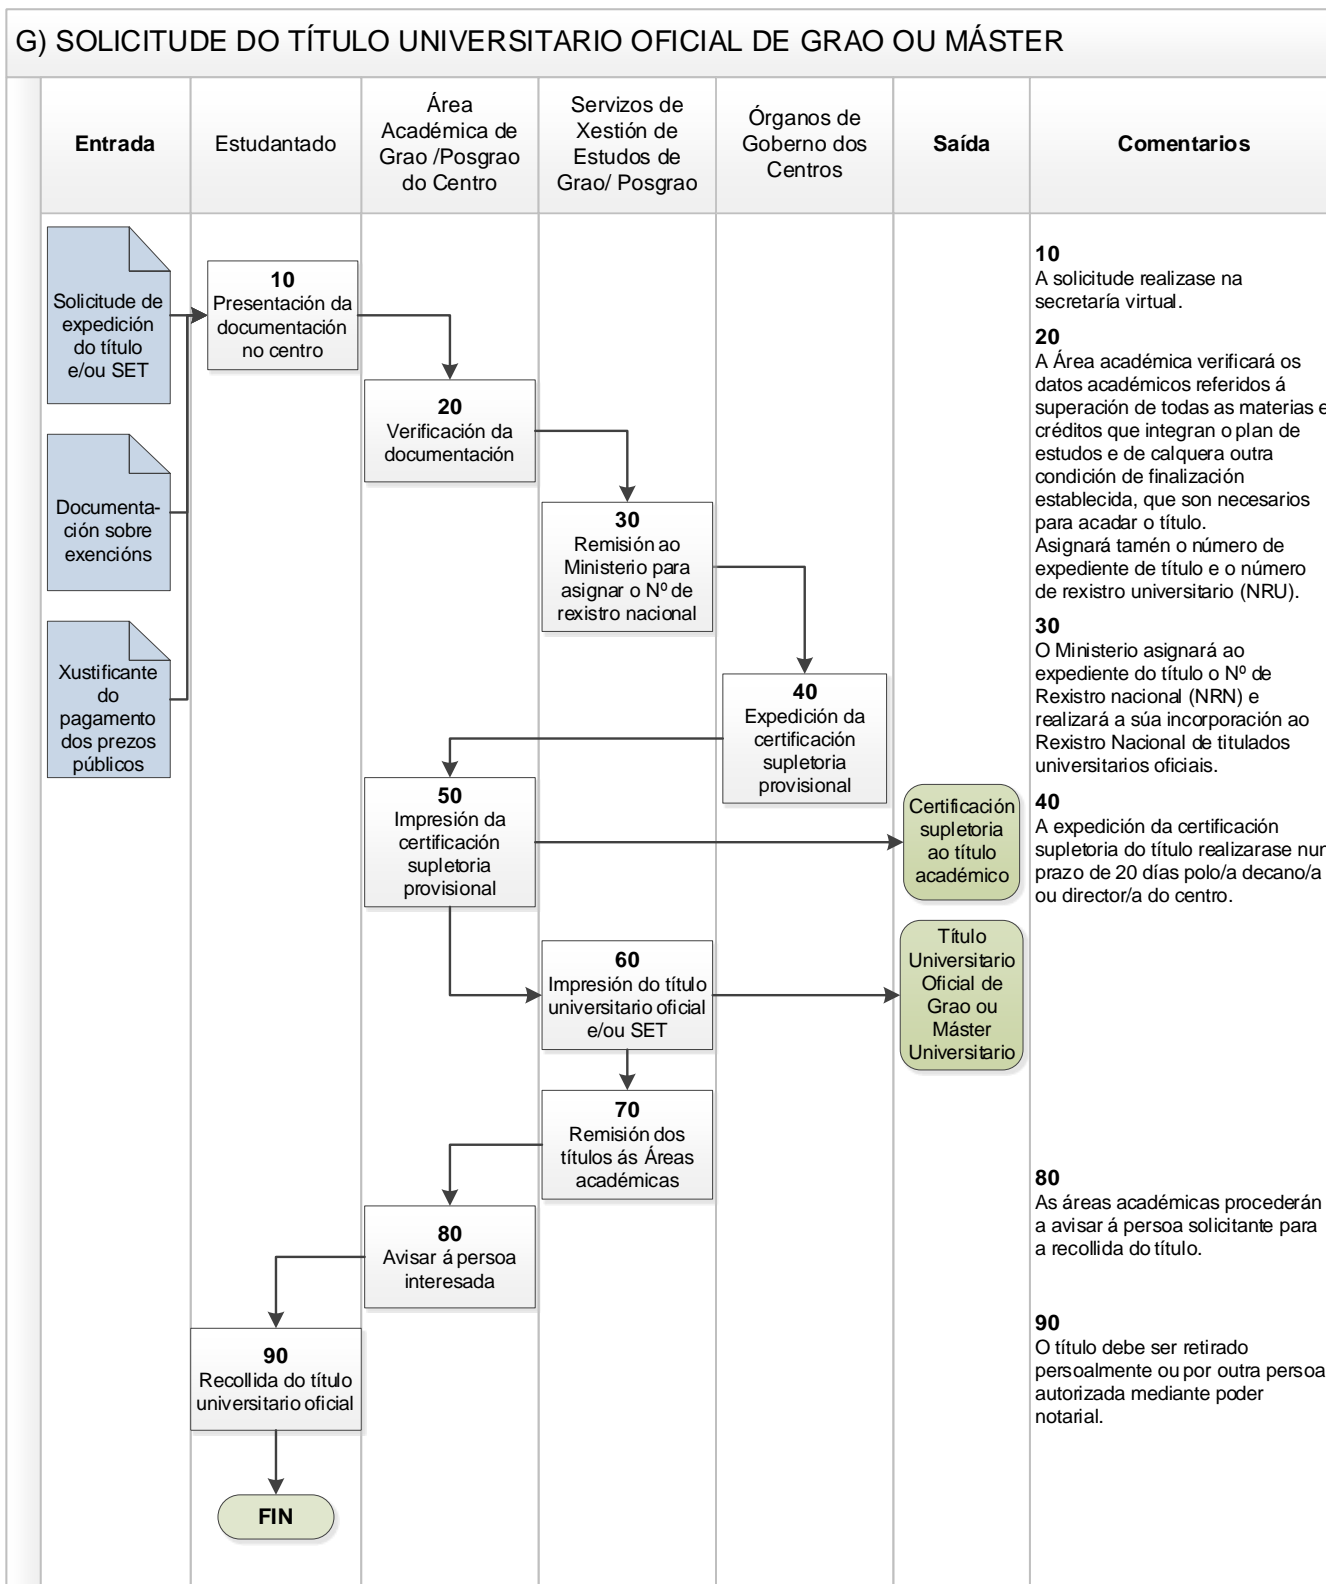 G) SOLICITUDE DO TÍTULO UNIVERSITARIO OFICIAL DE GRAO OU MÁSTER
Entrada
Estudantado
Área
Académica de
Grao /Posgrao
do Centro
Servizos de
Xestión de
Estudos de
Grao/ Posgrao
Órganos de
Goberno dos
Centros
Saída
Comentarios
Solicitude de
expedición
do título
e/ou SET
Documenta-
ción sobre
exencións
Xustificante
do
pagamento
dos prezos
públicos
10
Presentación da
documentación
no centro
20
Verificación da
documentación
30
Remisión ao
Ministerio para
asignar o Nº de
rexistro nacional
40
Expedición da
certificación
supletoria
provisional
50
Impresión da
certificación
supletoria
provisional
Certificación
supletoria
ao título
académico
60
Impresión do título
universitario oficial
e/ou SET
Título
Universitario
Oficial de
Grao ou
Máster
Universitario
70
Remisión dos
títulos ás Áreas
académicas
80
Avisar á persoa
interesada
90
Recollida do título
universitario oficial
FIN
10
A solicitude realizase na
secretaría virtual.
20
A Área académica verificará os
datos académicos referidos á
superación de todas as materias e
créditos que integran o plan de
estudos e de calquera outra
condición de finalización
establecida, que son necesarios
para acadar o título.
Asignará tamén o número de
expediente de título e o número
de rexistro universitario (NRU).
30
O Ministerio asignará ao
expediente do título o Nº de
Rexistro nacional (NRN) e
realizará a súa incorporación ao
Rexistro Nacional de titulados
universitarios oficiais.
40
A expedición da certificación
supletoria do título realizarase
prazo de 20 días polo/a decano/a
ou director/a do centro.
80
As áreas académicas procederán
a avisar á persoa solicitante para
a recollida do título.
90
O título debe ser retirado
persoalmente ou por outra persoa
autorizada mediante poder
notarial.